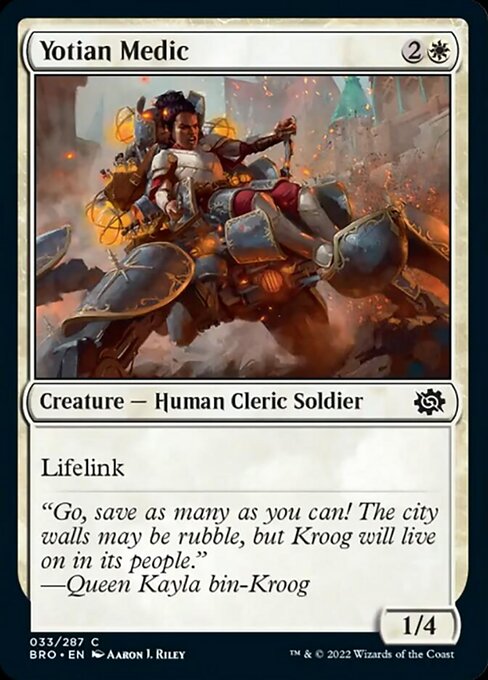 Yotian Medic 2
Creature — Human Cleric Soldier
Lifelink
“Go, save as many as you can! The city
walls may be rubble, but Kroog will live
on in its people.”
—Queen Kayla bin-Kroog
1/4
033/287 C
BRO • EN Aaron J. Riley
™ & © 2022 Wizards of the Coast